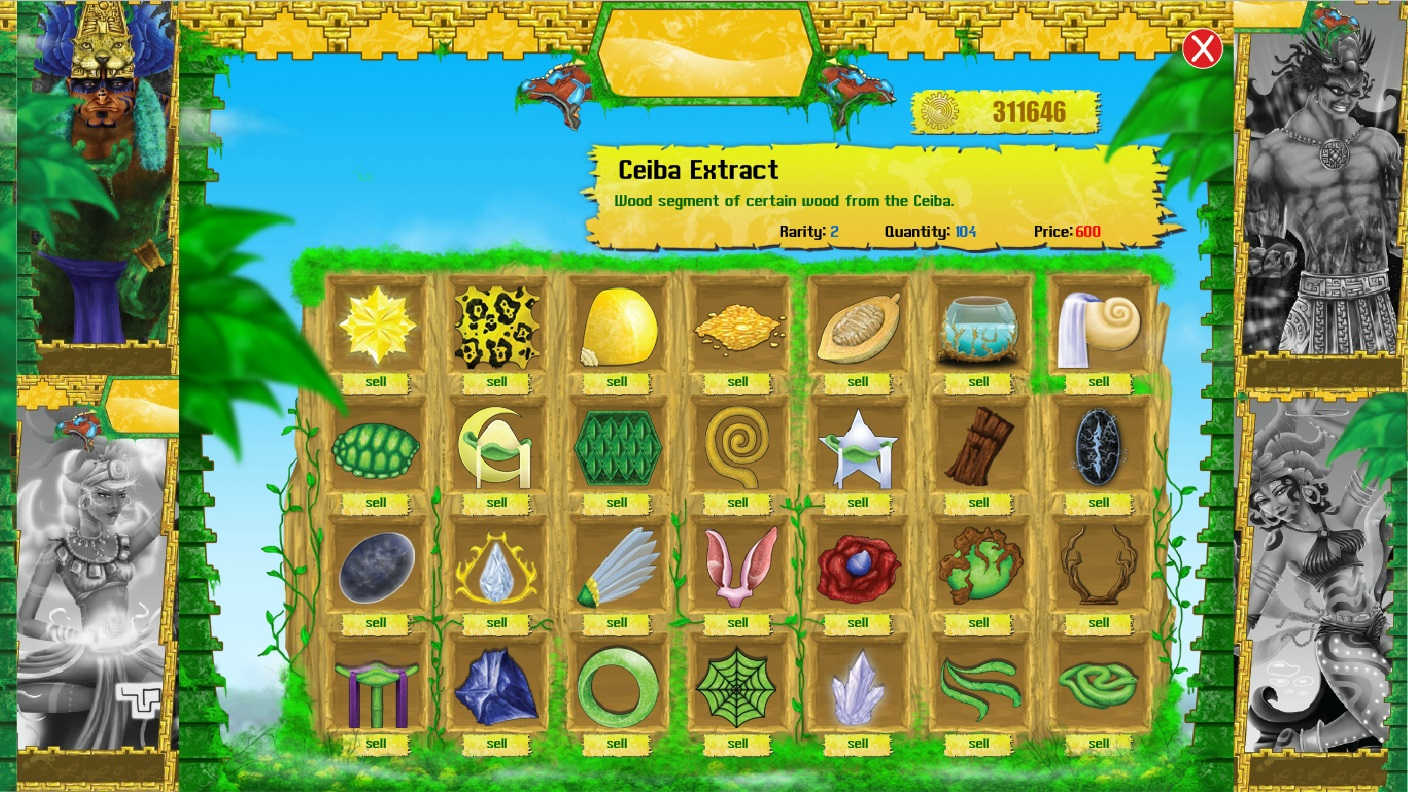 311646
Ceiba Extract
Wood segment of certain wood from the Ceiba.
Rarity: 2 Quantity: 104 Price: 600
sell sell sell sell sell sell sell
sell sell sell sell sell sell sell
sell sell sell sell sell sell sell
sell sell sell sell sell sell sell